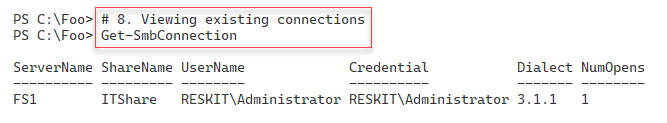 PS C:\Foo> # 8. Viewing existing connections
PS C:\Foo> Get-SmbConnection
ServerName ShareName UserName             Credential           Dialect NumOpens
---------- --------- --------             ----------           ------- --------
FS1        ITShare   RESKIT\Administrator RESKIT\Administrator 3.1.1   1